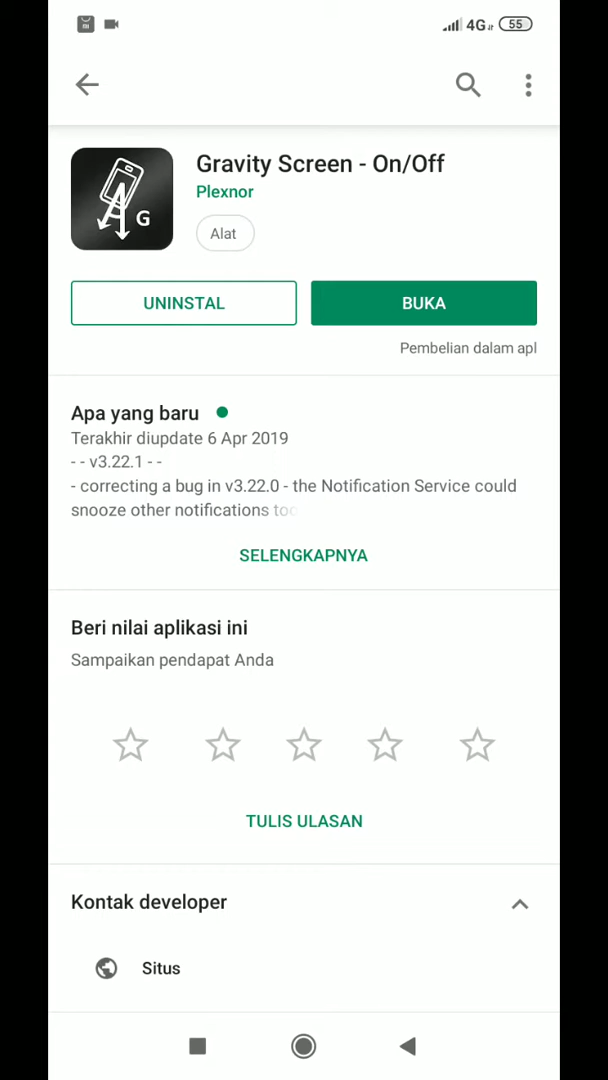 4G 55
Gravity Screen - On/Off
Plexnor
G
Alat
UNINSTAL
BUKA
Pembelian dalam apl
Apa yang baru
Terakhir diupdate 6 Apr 2019
- - v3.22.1 - -
- correcting a bug in v3.22.0 - the Notification Service could
snooze other notifications too
SELENGKAPNYA
Beri nilai aplikasi ini
Sampaikan pendapat Anda
TULIS ULASAN
Kontak developer
Situs